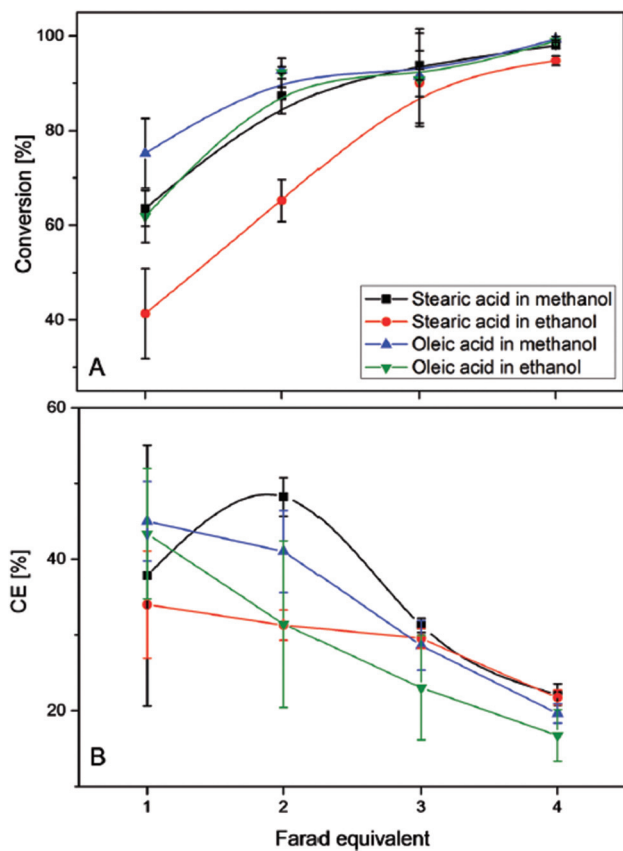 100
80
60
40
Conversion [%]
A
Stearic acid in methanol
Stearic acid in ethanol
Oleic acid in methanol
Oleic acid in ethanol
60
40
20
CE [%]
B
1 2 3 4
Farad equivalent